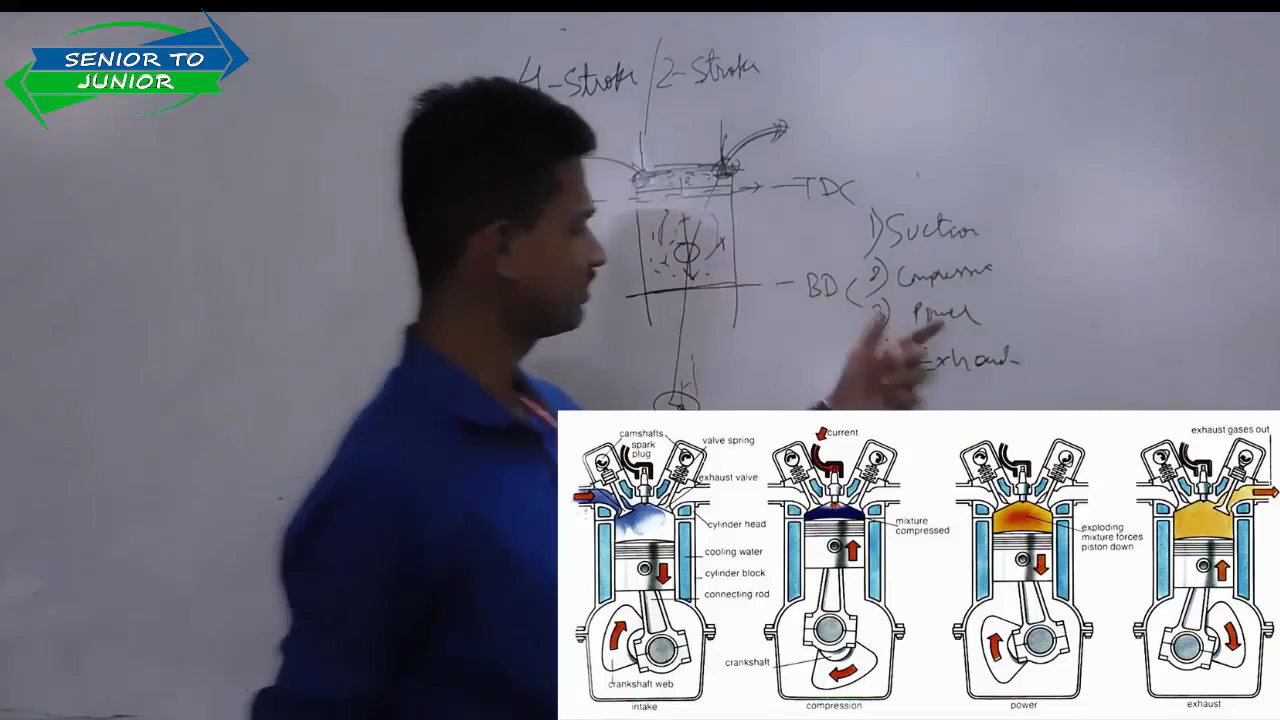 SENIOR TO
JUNIOR
4-Stroke / 2-Stroke
TDC
BDC
1) Suction
2) Compression
3) Power
Exhaust
camshafts
spark
plug
valve spring
exhaust valve
cylinder head
cooling water
cylinder block
connecting rod
crankshaft web
intake
current
mixture
compressed
crankshaft
compression
exploding
mixture forces
piston down
power
exhaust gases out
exhaust